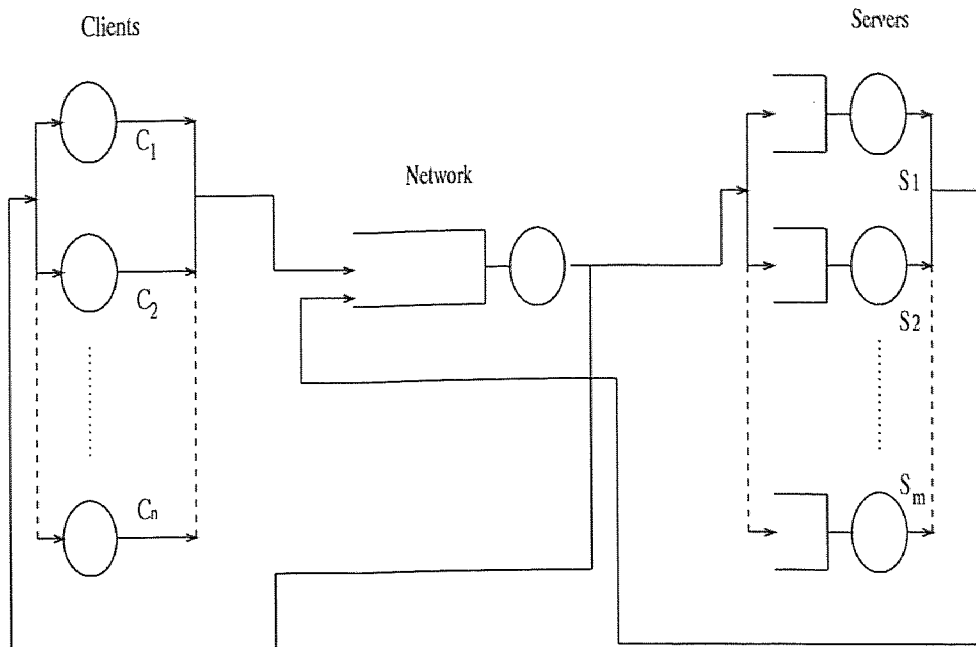 Clients
Servers
C1
Network
S1
C2
S2
Cn
Sm